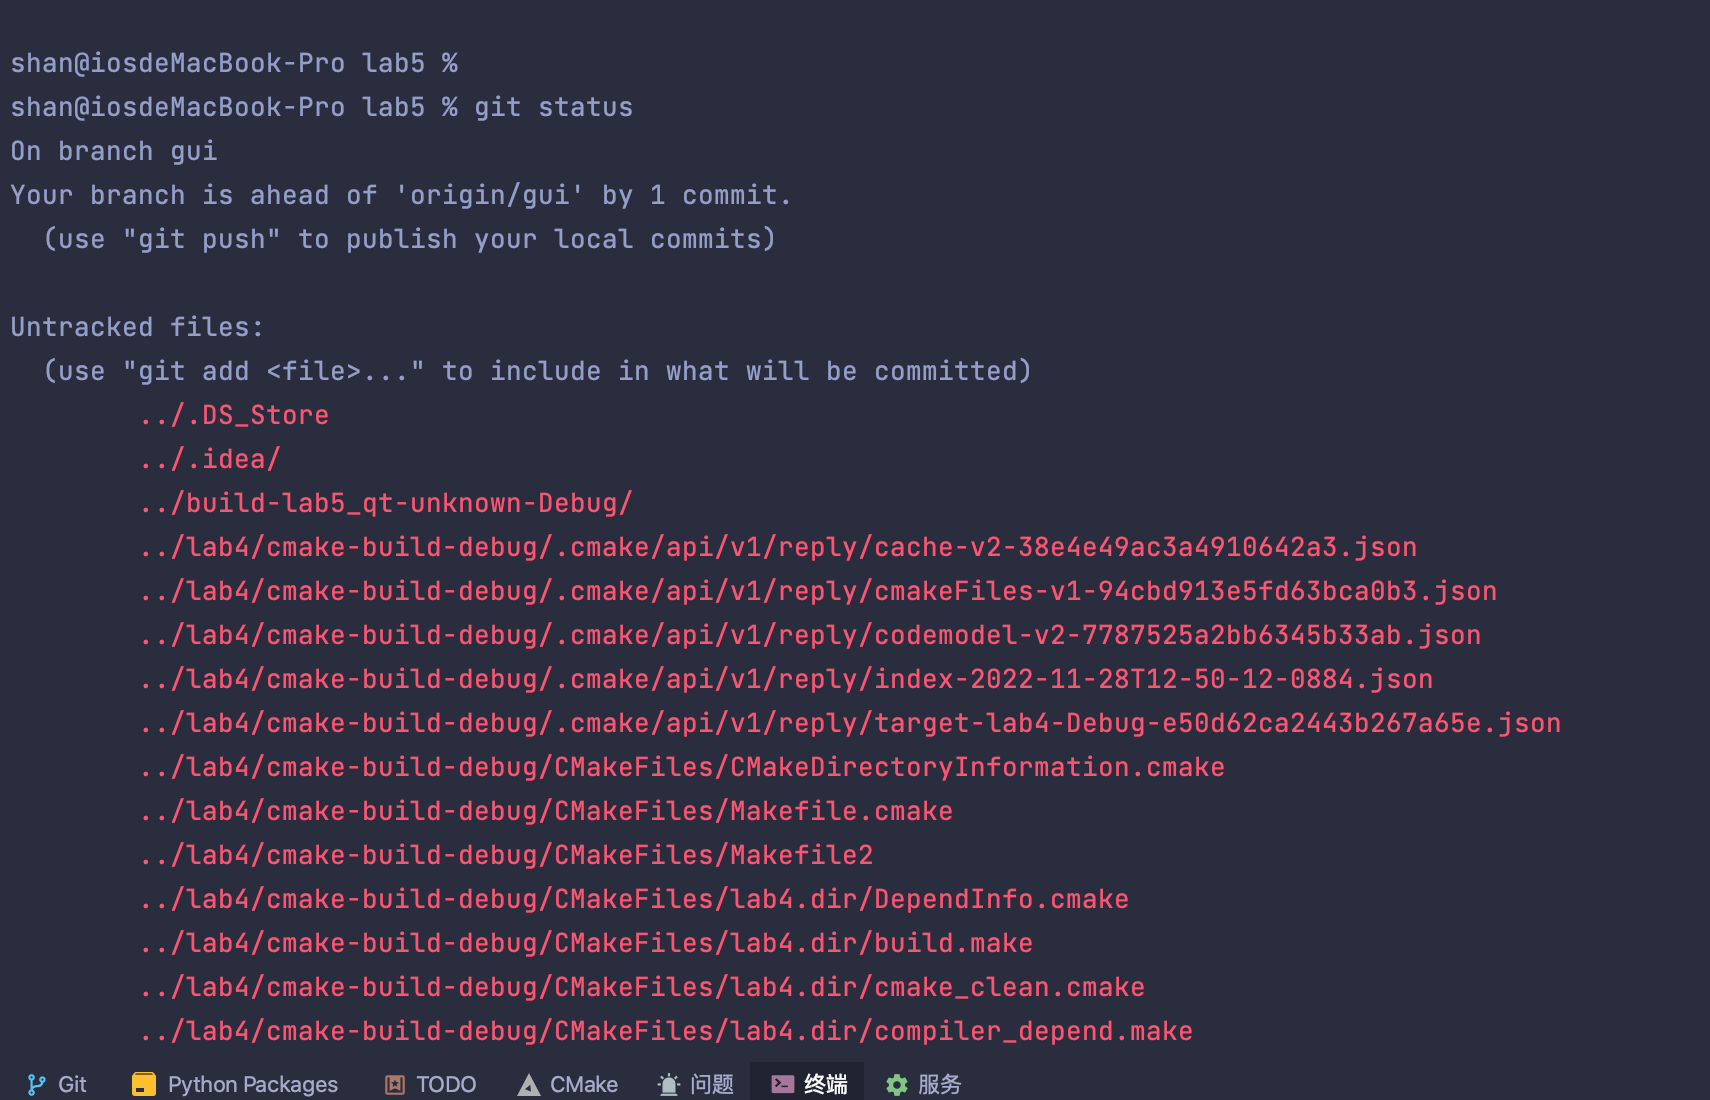 shan@iosdeMacBook-Pro lab5 %
shan@iosdeMacBook-Pro lab5 % git status
On branch gui
Your branch is ahead of 'origin/gui' by 1 commit.
  (use "git push" to publish your local commits)
Untracked files:
  (use "git add <file>..." to include in what will be committed)
../.DS_Store
../.idea/
../build-lab5_qt-unknown-Debug/
../lab4/cmake-build-debug/.cmake/api/v1/reply/cache-v2-38e4e49ac3a4910642a3.json
../lab4/cmake-build-debug/.cmake/api/v1/reply/cmakeFiles-v1-94cbd913e5fd63bca0b3.json
../lab4/cmake-build-debug/.cmake/api/v1/reply/codemodel-v2-7787525a2bb6345b33ab.json
../lab4/cmake-build-debug/.cmake/api/v1/reply/index-2022-11-28T12-50-12-0884.json
../lab4/cmake-build-debug/.cmake/api/v1/reply/target-lab4-Debug-e50d62ca2443b267a65e.json
../lab4/cmake-build-debug/CMakeFiles/CMakeDirectoryInformation.cmake
../lab4/cmake-build-debug/CMakeFiles/Makefile.cmake
../lab4/cmake-build-debug/CMakeFiles/Makefile2
../lab4/cmake-build-debug/CMakeFiles/lab4.dir/DependInfo.cmake
../lab4/cmake-build-debug/CMakeFiles/lab4.dir/build.make
../lab4/cmake-build-debug/CMakeFiles/lab4.dir/cmake_clean.cmake
../lab4/cmake-build-debug/CMakeFiles/lab4.dir/compiler_depend.make
Git Python Packages TODO CMake 问题 终端 服务